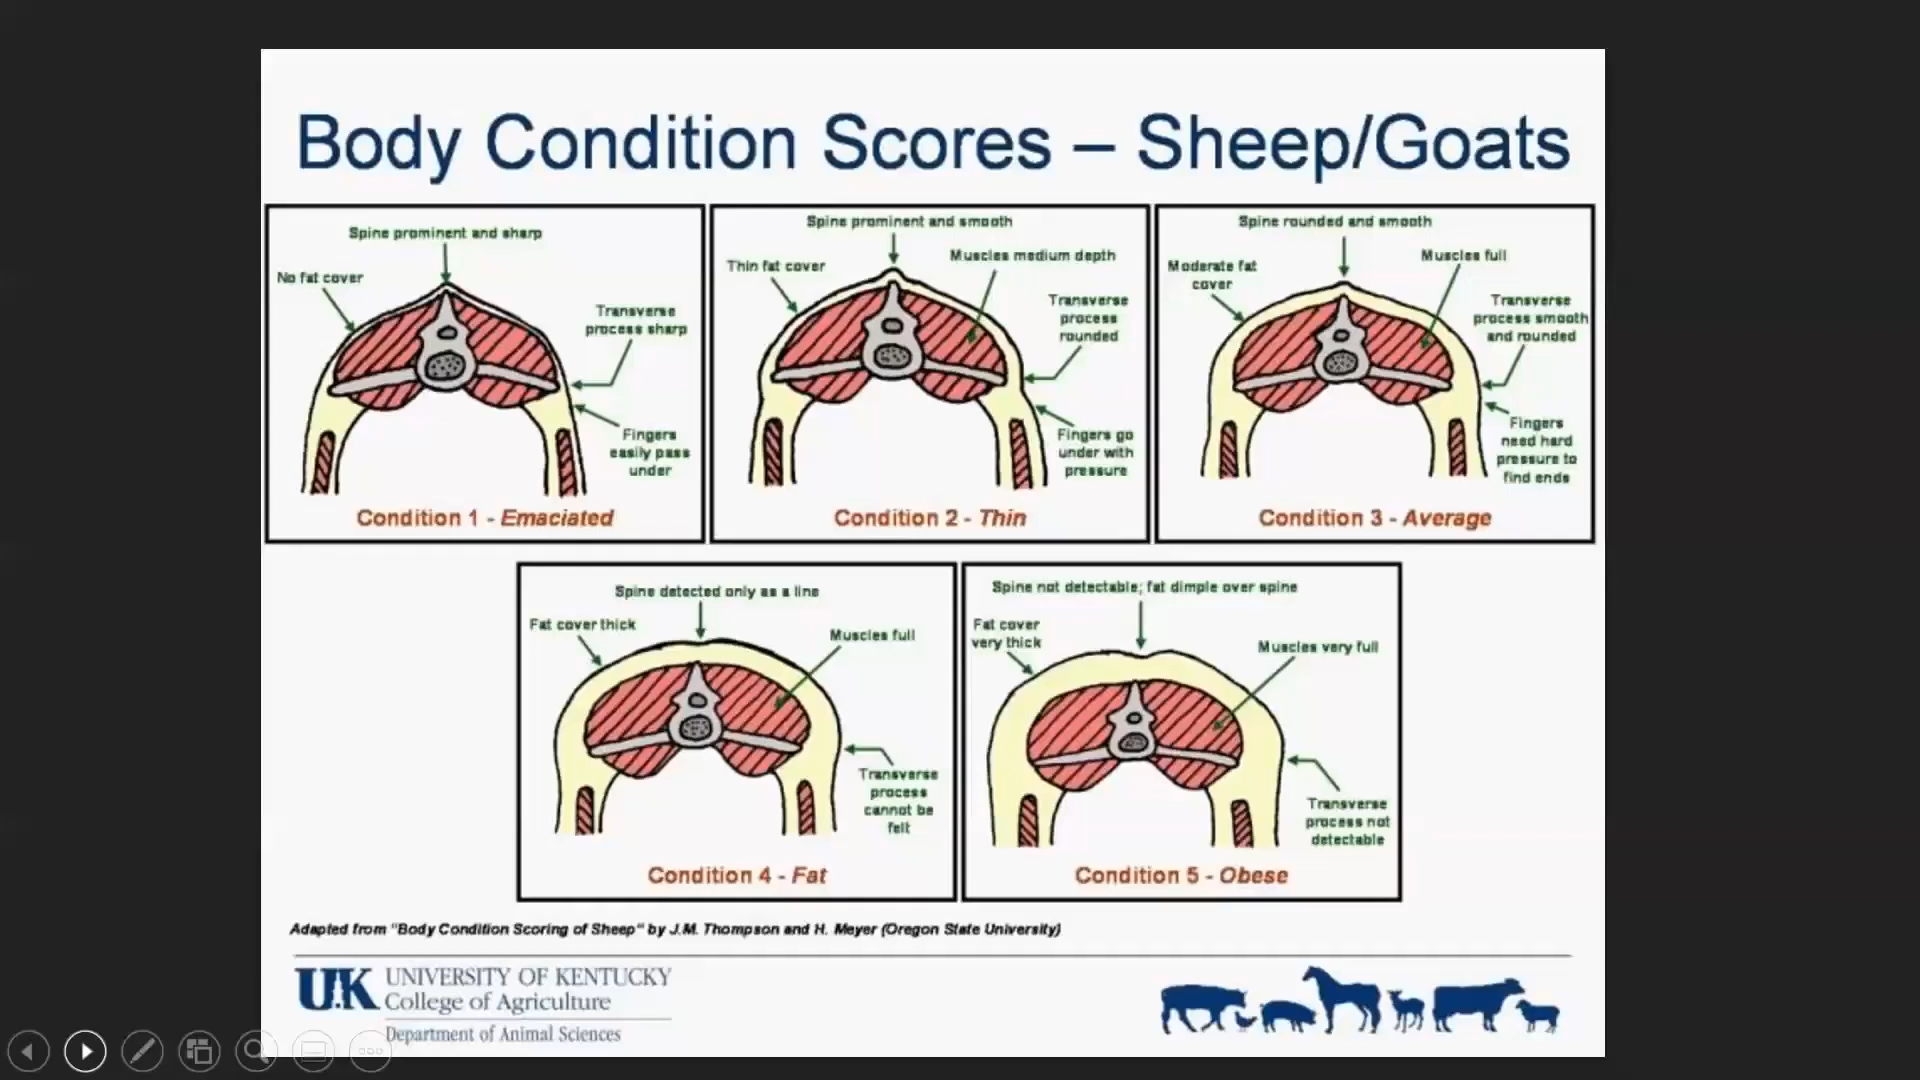 Body Condition Scores – Sheep/Goats
Spine prominent and sharp
No fat cover
Transverse
process sharp
Fingers
easily pass
under
Condition 1 - Emaciated
Spine prominent and smooth
Thin fat cover
Muscles medium depth
Transverse
process
rounded
Fingers go
under with
pressure
Condition 2 - Thin
Spine rounded and smooth
Moderate fat
cover
Muscles full
Transverse
process smooth
and rounded
Fingers
need hard
pressure to
find ends
Condition 3 - Average
Spine detected only as a line
Fat cover thick
Muscles full
Transverse
process
cannot be
felt
Condition 4 - Fat
Spine not detectable; fat dimple over spine
Fat cover
very thick
Muscles very full
Transverse
process not
detectable
Condition 5 - Obese
Adapted from "Body Condition Scoring of Sheep" by J.M. Thompson and H. Meyer (Oregon State University)
UK
UNIVERSITY OF KENTUCKY
College of Agriculture
Department of Animal Sciences